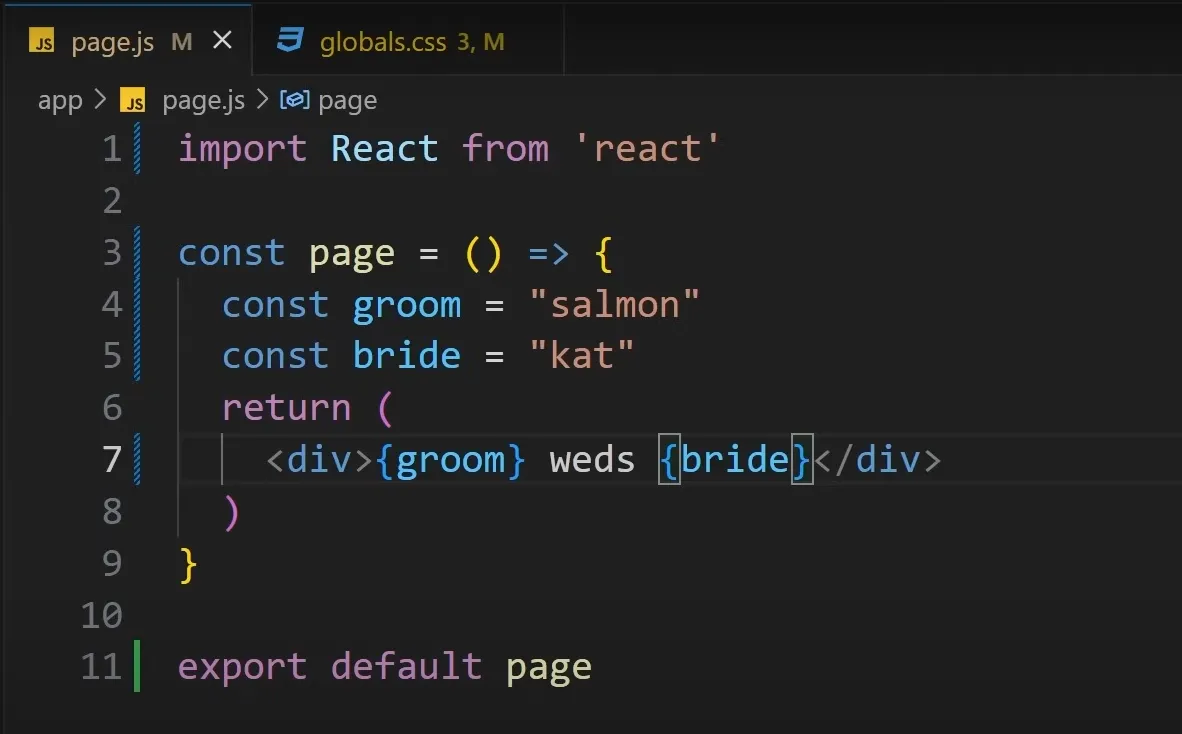 JS page.js M ×
globals.css 3, M
app > JS page.js > page
1 import React from 'react'
2
3 const page = () => {
4   const groom = "salmon"
5   const bride = "kat"
6   return (
7     <div>{groom} weds {bride}</div>
8   )
9 }
10
11 export default page